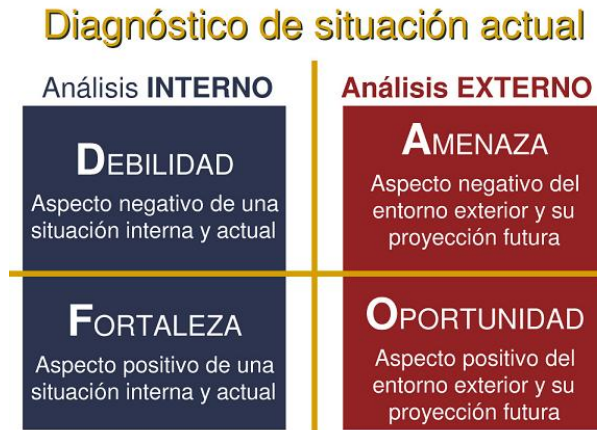 Diagnóstico de situación actual
Análisis INTERNO
Análisis EXTERNO
DEBILIDAD
Aspecto negativo de una
situación interna y actual
AMENAZA
Aspecto negativo del
entorno exterior y su
proyección futura
FORTALEZA
Aspecto positivo de una
situación interna y actual
OPORTUNIDAD
Aspecto positivo del
entorno exterior y su
proyección futura